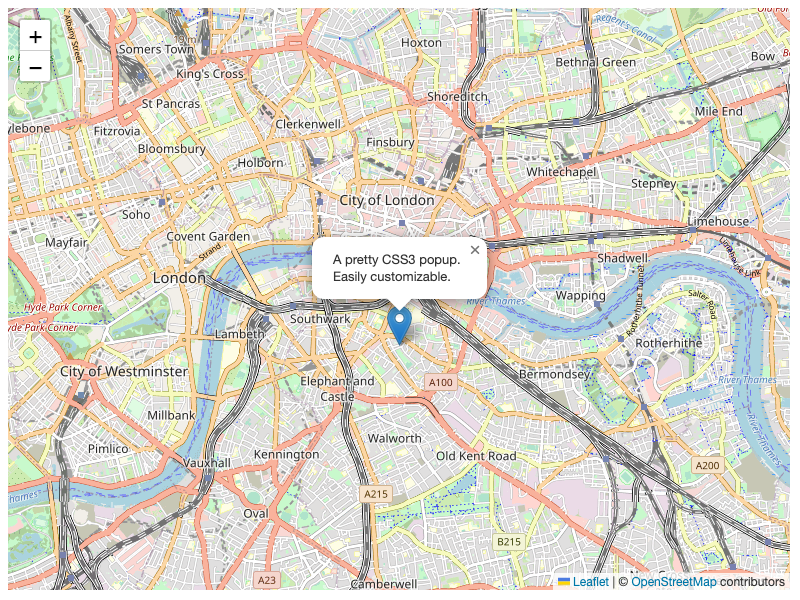 Albany Street
Somers Town
Hoxton
Regent's Canal
Bethnal Green
Bow
King's Cross
St Pancras
Shoreditch
Mile End
ylebone
Fitzrovia
Clerkenwell
Finsbury
Bloomsbury
Holborn
Whitechapel
Stepney
City of London
Soho
Limehouse
Mayfair
Covent Garden
Strand
Limehouse Link
A pretty CSS3 popup.
Easily customizable.
×
Shadwell
London
Wapping
River Thames
Rotherhithe Tunnel
Salter Road
Hyde Park Corner
yde Park Corner
Southwark
Lambeth
Rotherhithe
City of Westminster
Elephant and
Castle
A100
Bermondsey
River Thames
Millbank
Walworth
River Thames
Pimlico
Kennington
Old Kent Road
Vauxhall
A200
hames
A215
Oval
B215
A23
Camberwell
+
−
Leaflet | © OpenStreetMap contributors